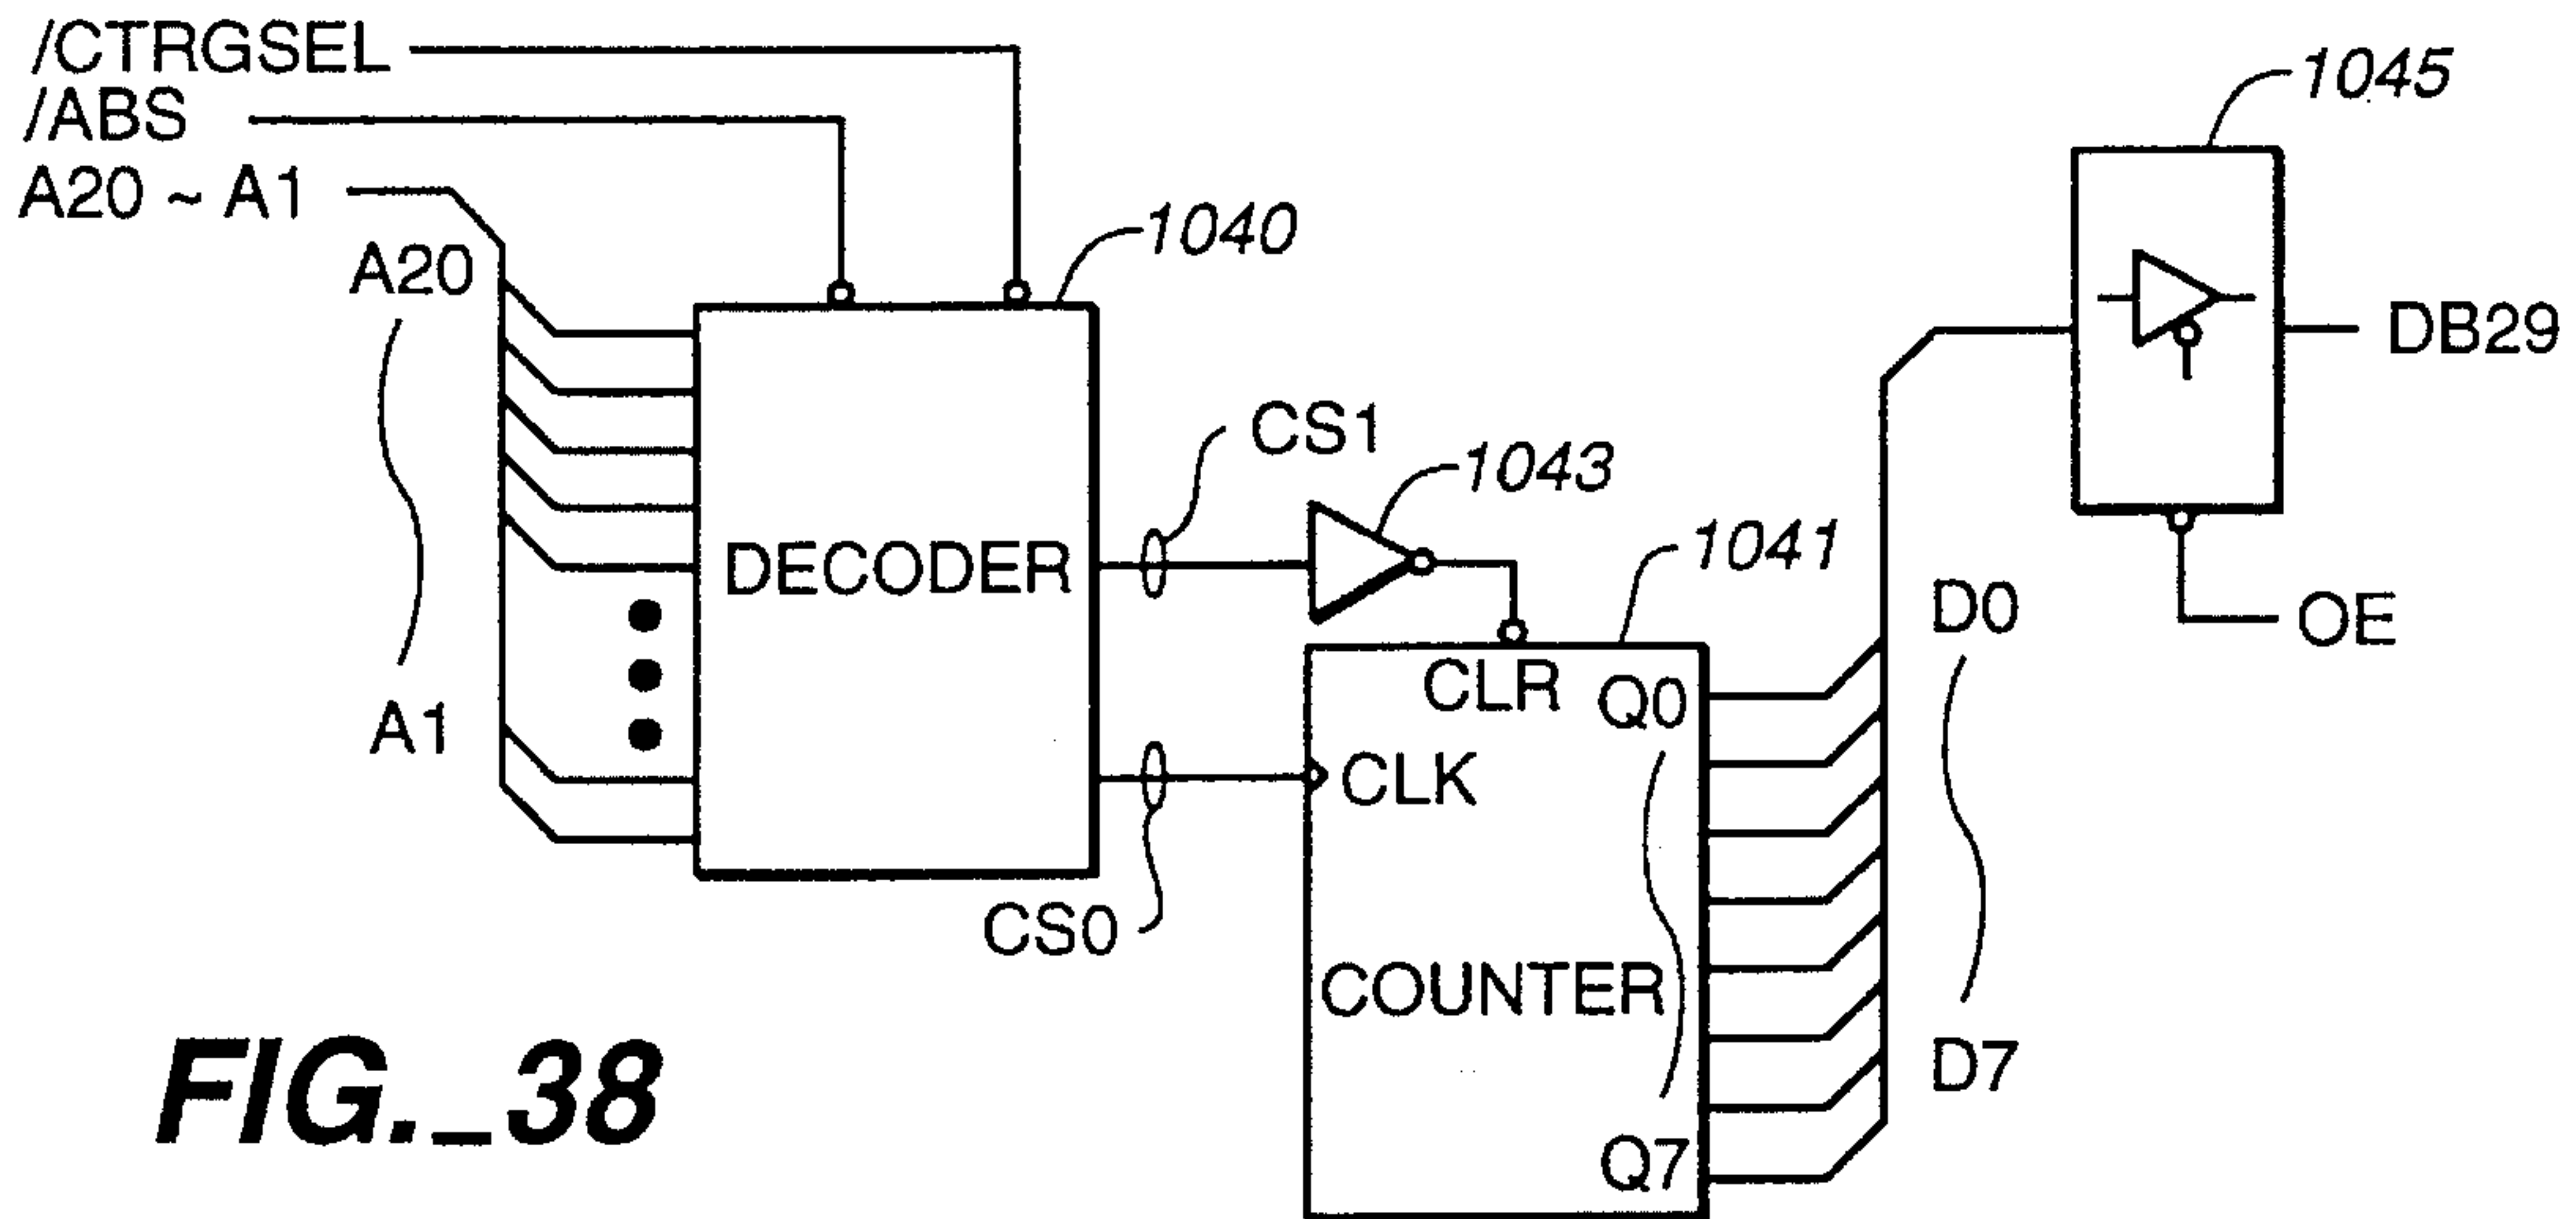 /CTRGSEL
/ABS
A20 ~ A1
A20
A1
1040
DECODER
CS1
CS0
1043
1041
CLR
Q0
CLK
COUNTER
Q7
D0
D7
1045
DB29
OE
FIG._38